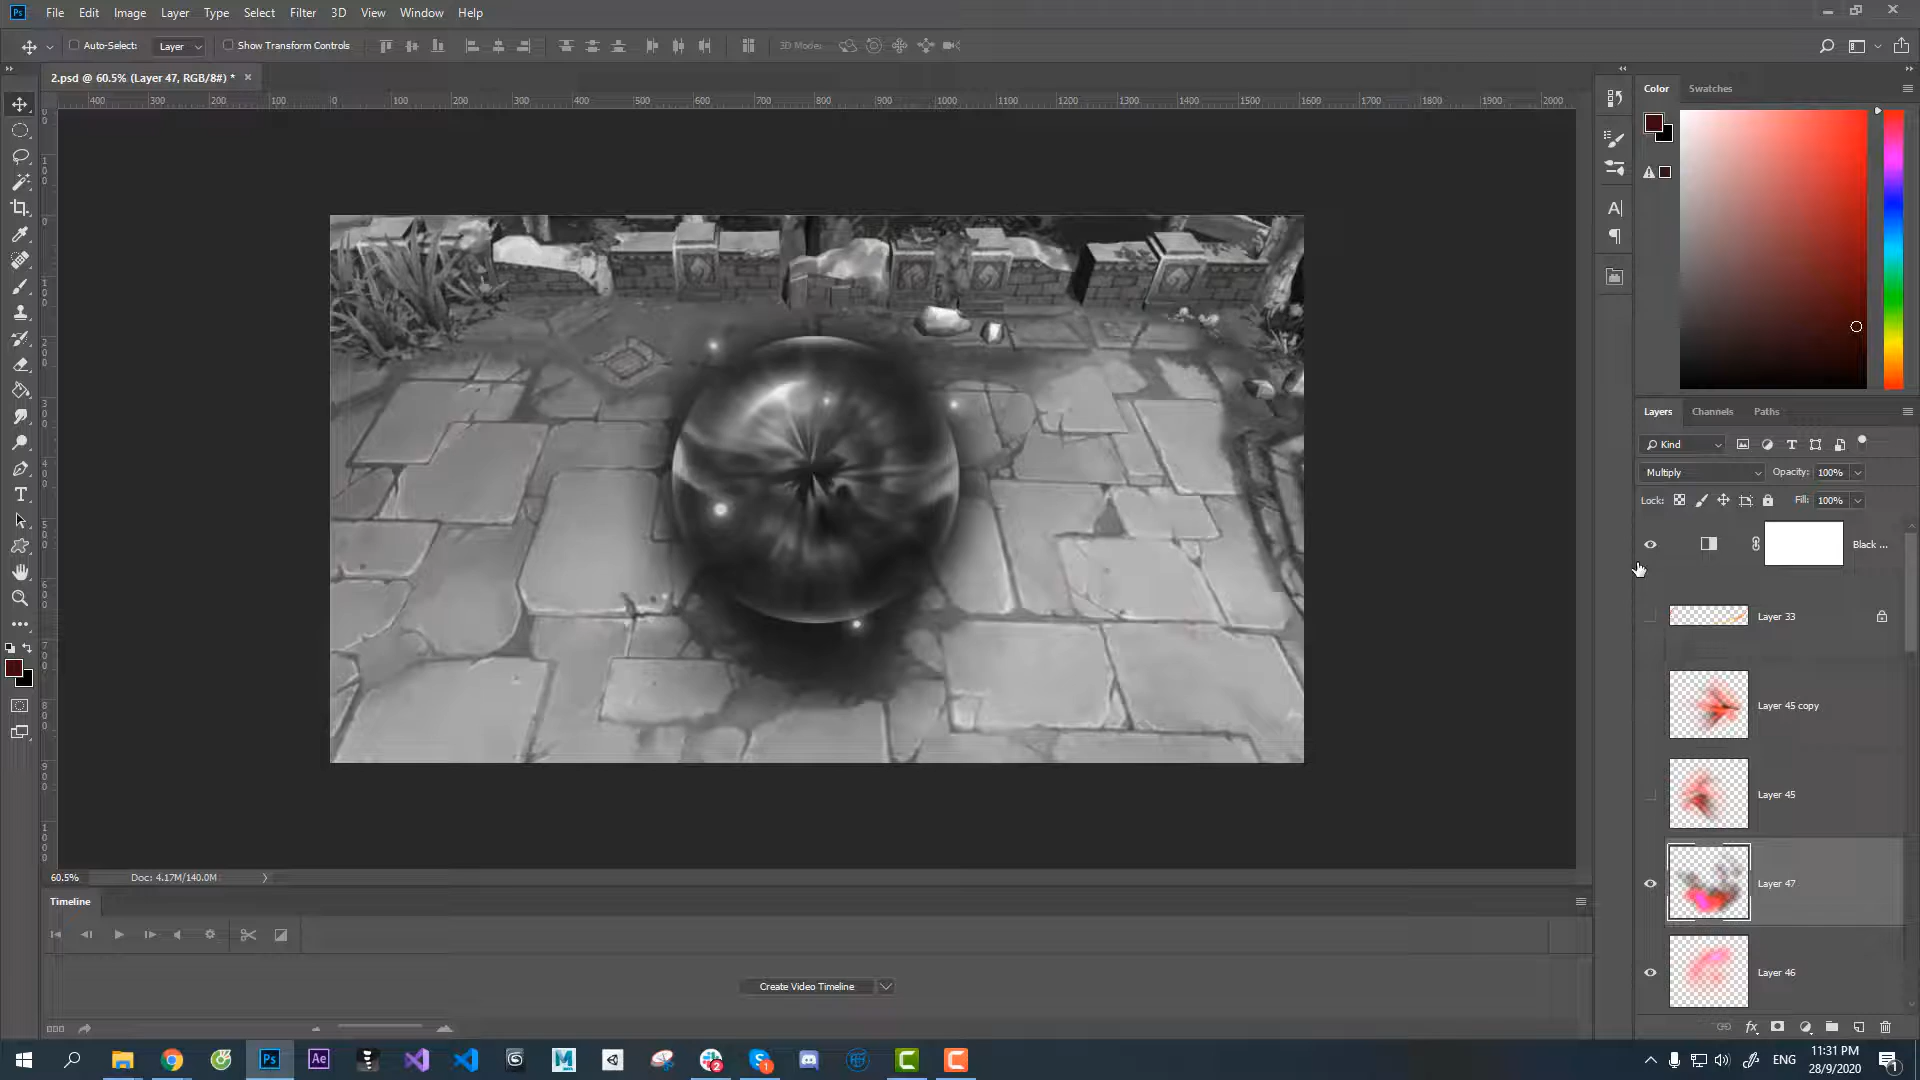 Ps File Edit Image Layer Type Select Filter 3D View Window Help
Auto-Select: Layer Show Transform Controls 3D Mode:
2.psd @ 60.5% (Layer 47, RGB/8#) * ×
400 300 200 100 0 100 200 300 400 500 600 700 800 900 1000 1100 1200 1300 1400 1500 1600 1700 1800 1900 2000
Color Swatches
Layers Channels Paths
Kind
Multiply Opacity: 100%
Lock: Fill: 100%
Black ...
Layer 33
Layer 45 copy
Layer 45
Layer 47
Layer 46
60.5% Doc: 4.17M/140.0M
Timeline
Create Video Timeline
Ps Ae
ENG 11:31 PM
28/9/2020